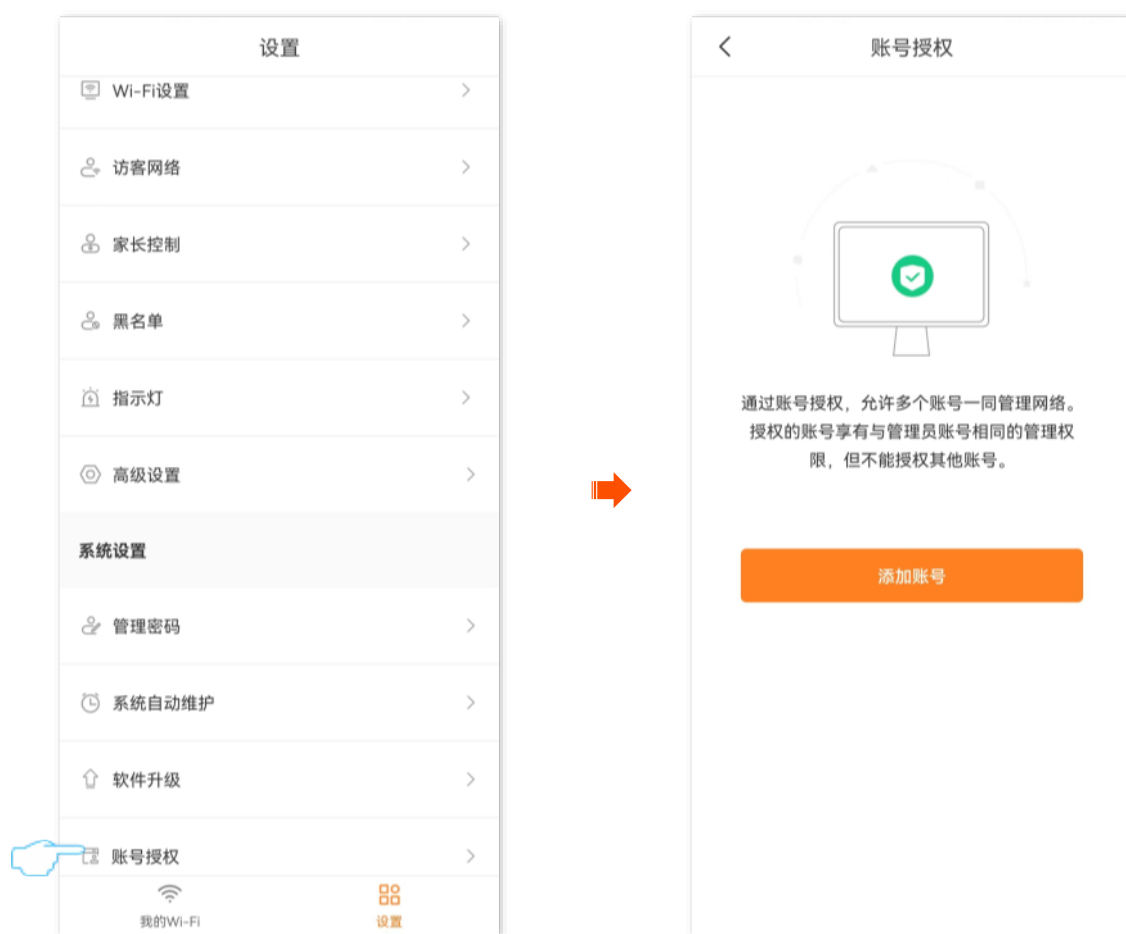 设置
Wi-Fi设置
访客网络
家长控制
黑名单
指示灯
高级设置
系统设置
管理密码
系统自动维护
软件升级
账号授权
我的Wi-Fi
设置
账号授权
通过账号授权，允许多个账号一同管理网络。
授权的账号享有与管理员账号相同的管理权
限，但不能授权其他账号。
添加账号